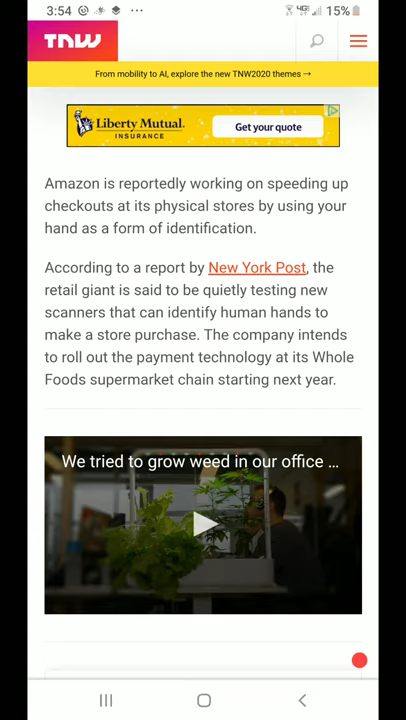 3:54
15%
TNW
From mobility to AI, explore the new TNW2020 themes →
Liberty Mutual.
INSURANCE
Get your quote
Amazon is reportedly working on speeding up
checkouts at its physical stores by using your
hand as a form of identification.
According to a report by New York Post, the
retail giant is said to be quietly testing new
scanners that can identify human hands to
make a store purchase. The company intends
to roll out the payment technology at its Whole
Foods supermarket chain starting next year.
We tried to grow weed in our office ...